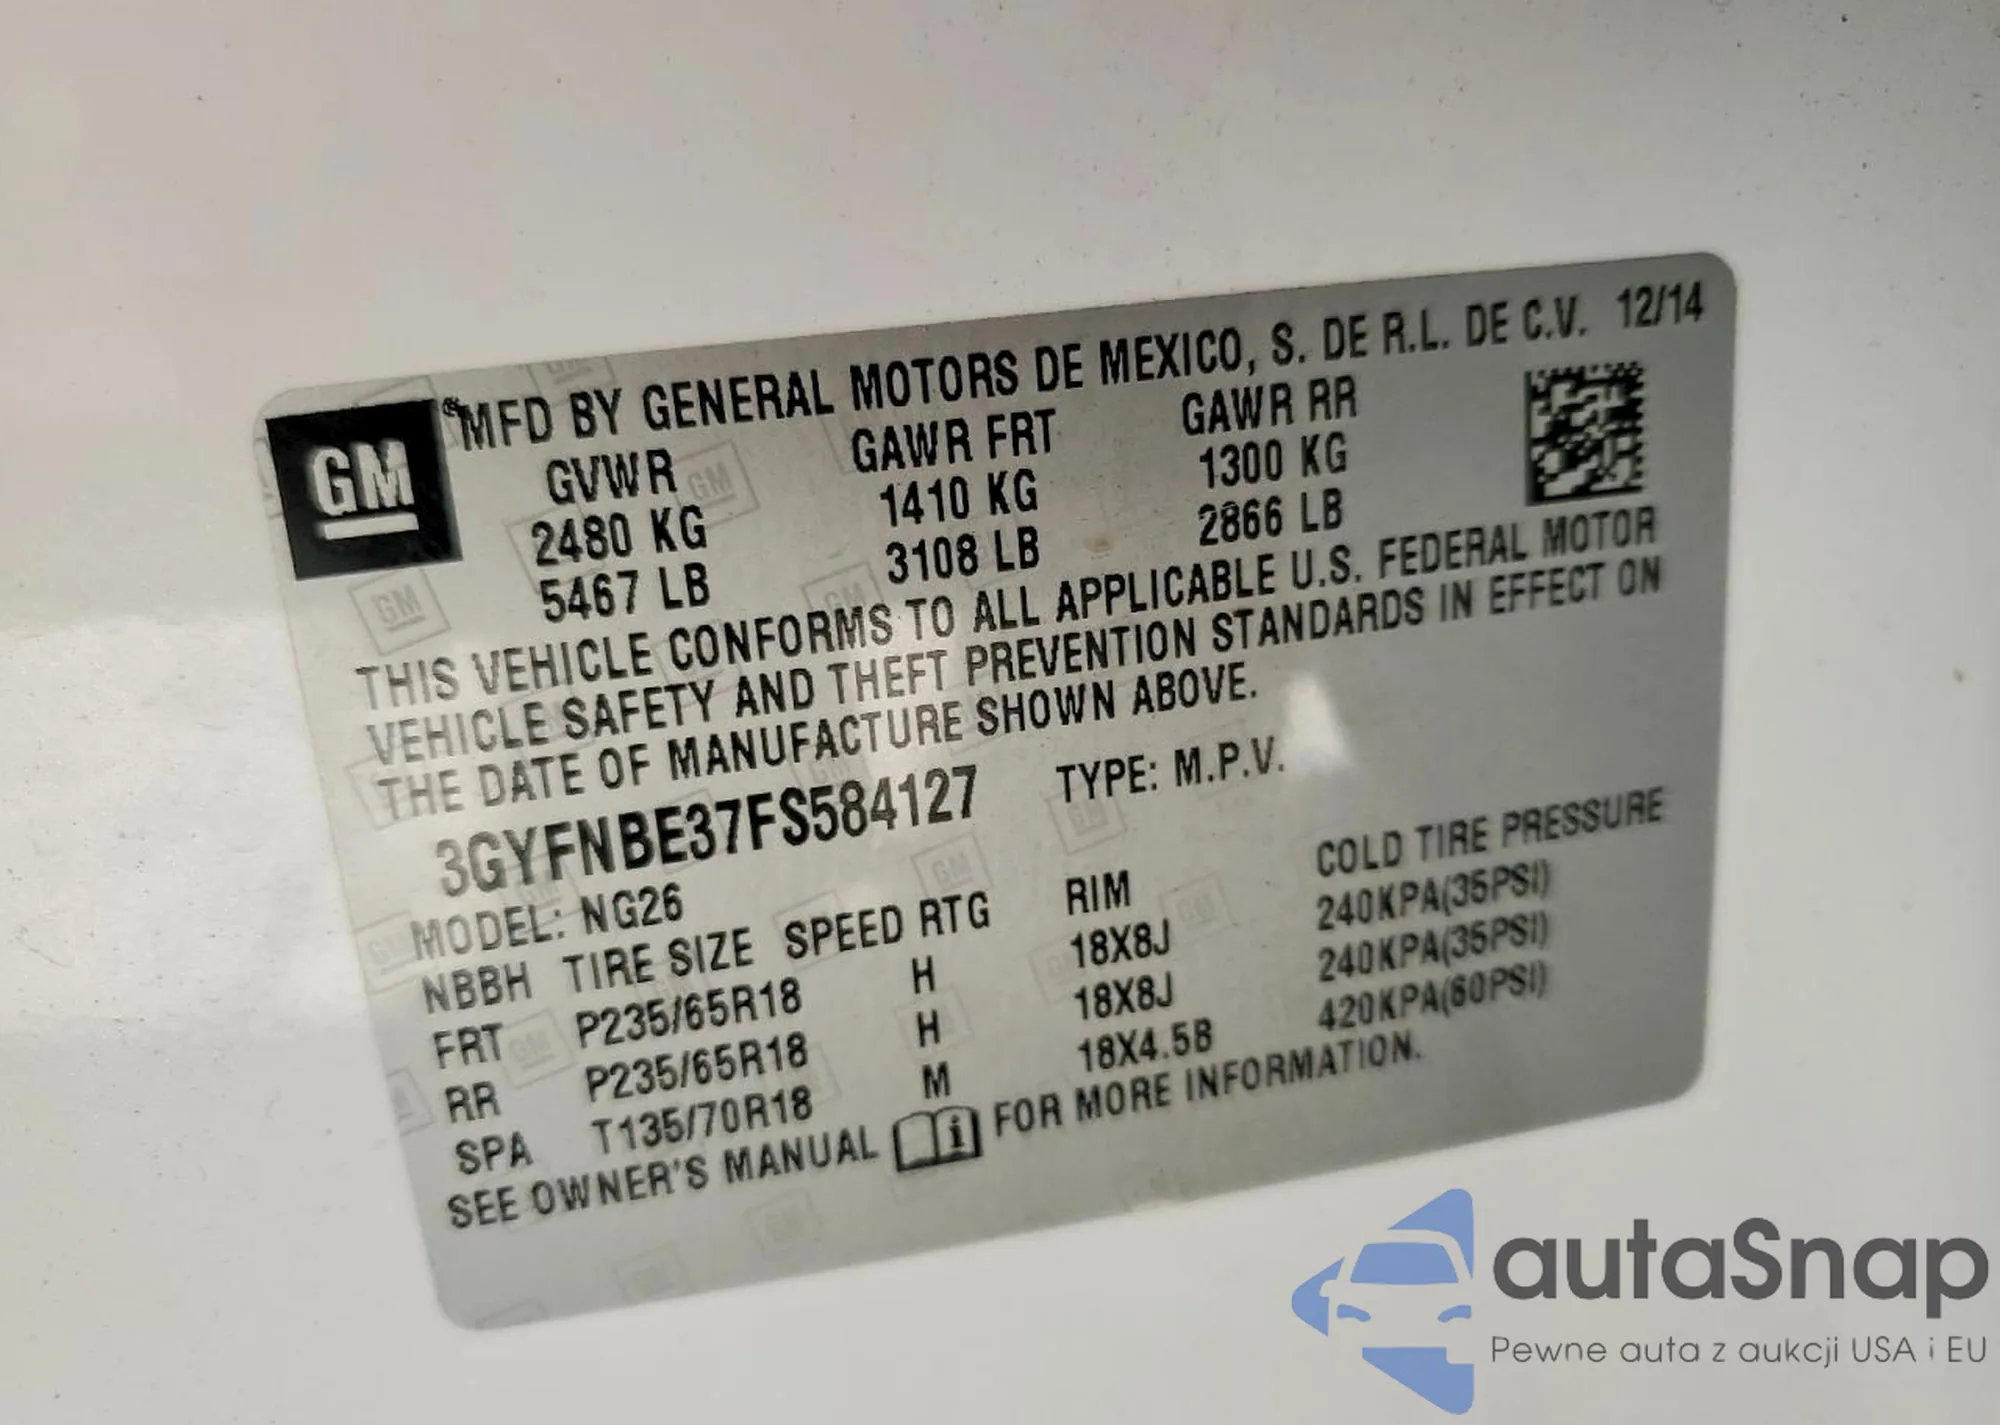 GM
®MFD BY GENERAL MOTORS DE MEXICO, S. DE R.L. DE C.V. 12/14
GVWR GAWR FRT GAWR RR
2480 KG 1410 KG 1300 KG
5467 LB 3108 LB 2866 LB
THIS VEHICLE CONFORMS TO ALL APPLICABLE U.S. FEDERAL MOTOR
VEHICLE SAFETY AND THEFT PREVENTION STANDARDS IN EFFECT ON
THE DATE OF MANUFACTURE SHOWN ABOVE.
3GYFNBE37FS584127 TYPE: M.P.V.
MODEL: NG26
NBBH TIRE SIZE SPEED RTG RIM COLD TIRE PRESSURE
FRT P235/65R18 H 18X8J 240KPA(35PSI)
RR P235/65R18 H 18X8J 240KPA(35PSI)
SPA T135/70R18 M 18X4.5B 420KPA(60PSI)
SEE OWNER'S MANUAL FOR MORE INFORMATION.
autaSnap
Pewne auta z aukcji USA i EU